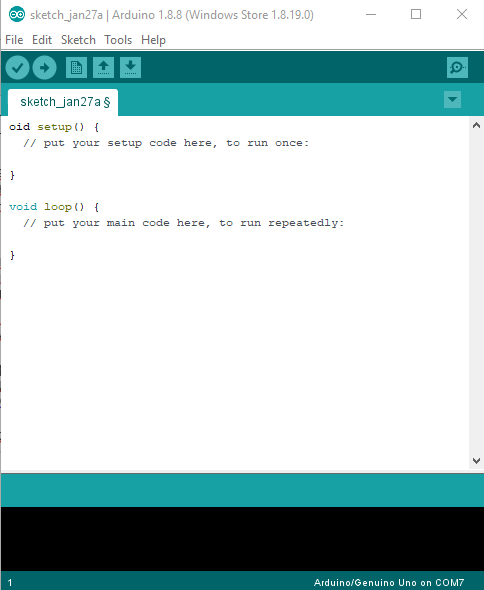 sketch_jan27a | Arduino 1.8.8 (Windows Store 1.8.19.0)
File Edit Sketch Tools Help
sketch_jan27a §
oid setup() {
  // put your setup code here, to run once:
}
void loop() {
  // put your main code here, to run repeatedly:
}
1 Arduino/Genuino Uno on COM7